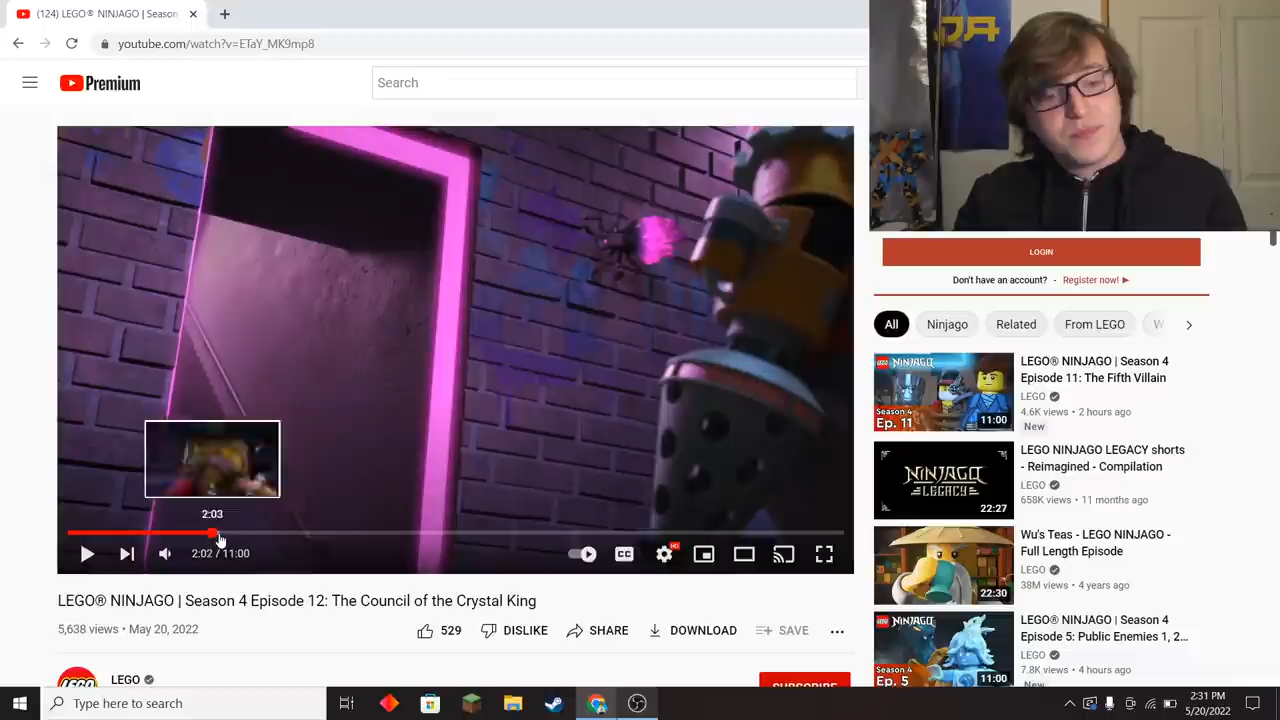 (124) LEGO® NINJAGO | Season
youtube.com/watch?v=ETaY_MK9mp8
Premium
Search
LOGIN
Don't have an account? - Register now!
All
Ninjago
Related
From LEGO
W
LEGO® NINJAGO | Season 4
Episode 11: The Fifth Villain
LEGO
4.6K views • 2 hours ago
New
NINJAGO
Season 4
Ep. 11
11:00
LEGO NINJAGO LEGACY shorts
- Reimagined - Compilation
LEGO
658K views • 11 months ago
NINJAGO
LEGACY
22:27
Wu's Teas - LEGO NINJAGO -
Full Length Episode
LEGO
38M views • 4 years ago
22:30
LEGO® NINJAGO | Season 4
Episode 5: Public Enemies 1, 2...
LEGO
7.8K views • 4 hours ago
New
NINJAGO
Season 4
Ep. 5
11:00
2:03
2:02 / 11:00
CC
HD
LEGO® NINJAGO | Season 4 Episode 12: The Council of the Crystal King
5,638 views • May 20, 2022
529
DISLIKE
SHARE
DOWNLOAD
SAVE
LEGO
LEGO
SUBSCRIBE
Type here to search
2:31 PM
5/20/2022